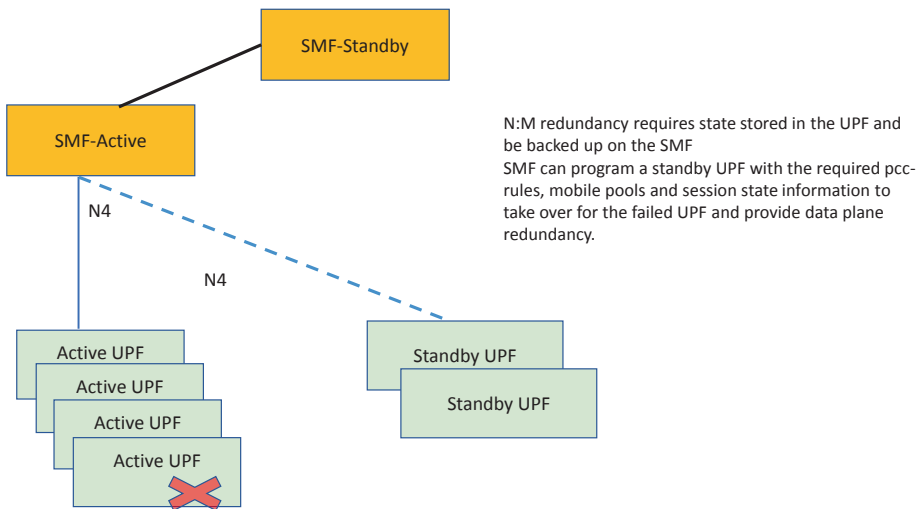 SMF-Standby
SMF-Active
N:M redundancy requires state stored in the UPF and
be backed up on the SMF
SMF can program a standby UPF with the required pcc-
rules, mobile pools and session state information to
take over for the failed UPF and provide data plane
redundancy.
N4
N4
Active UPF
Active UPF
Active UPF
Active UPF
Standby UPF
Standby UPF